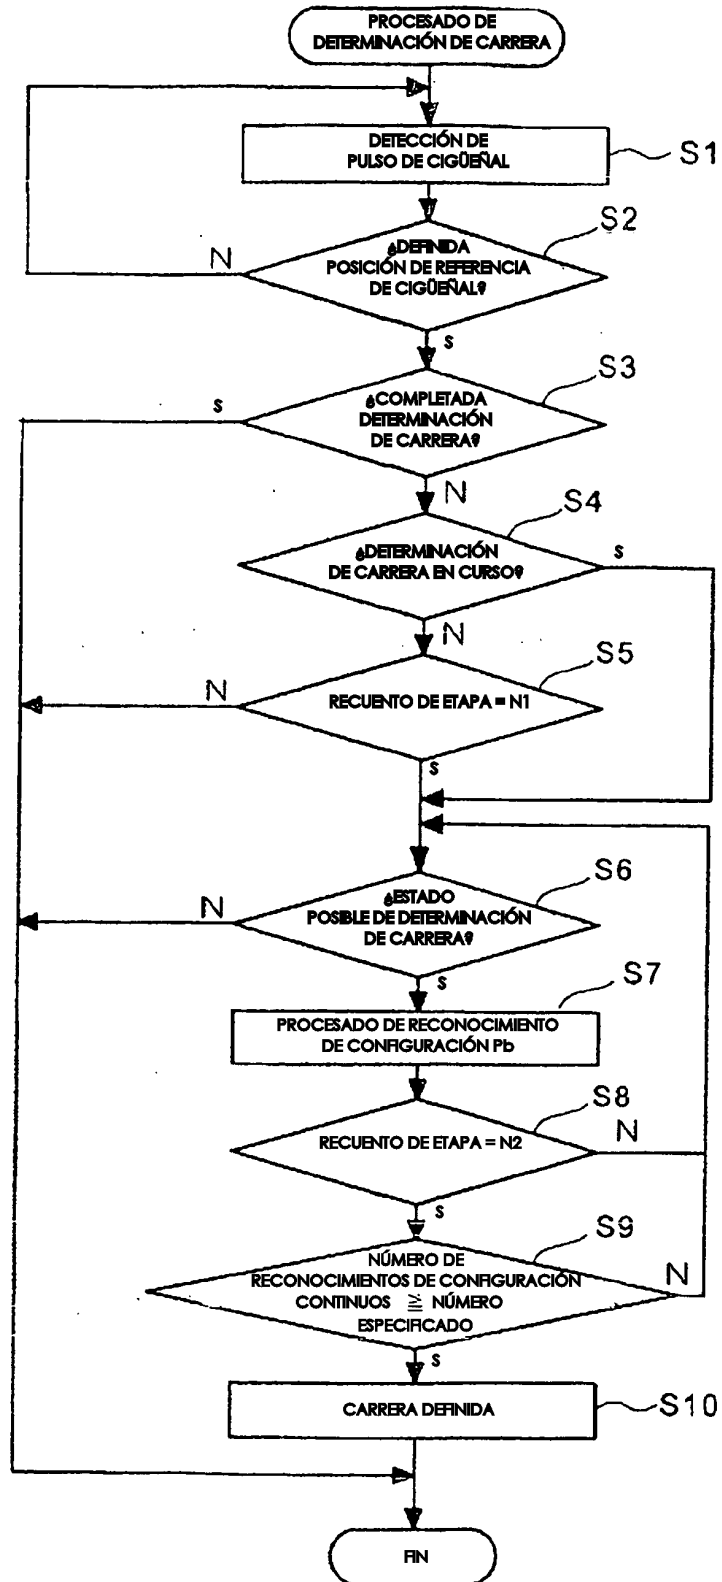 PROCESADO DE
DETERMINACIÓN DE CARRERA
DETECCIÓN DE
PULSO DE CIGÜEÑAL
S1
S2
¿DEFINIDA
POSICIÓN DE REFERENCIA
DE CIGÜEÑAL?
N
s
S3
s
¿COMPLETADA
DETERMINACIÓN
DE CARRERA?
N
S4
¿DETERMINACIÓN
DE CARRERA EN CURSO?
s
N
S5
N
RECUENTO DE ETAPA = N1
s
S6
N
¿ESTADO
POSIBLE DE DETERMINACIÓN
DE CARRERA?
s
S7
PROCESADO DE RECONOCIMIENTO
DE CONFIGURACIÓN Pb
S8
RECUENTO DE ETAPA = N2
N
s
S9
NÚMERO DE
RECONOCIMIENTOS DE CONFIGURACIÓN
CONTINUOS ≧ NÚMERO
ESPECIFICADO
N
s
CARRERA DEFINIDA
S10
FIN